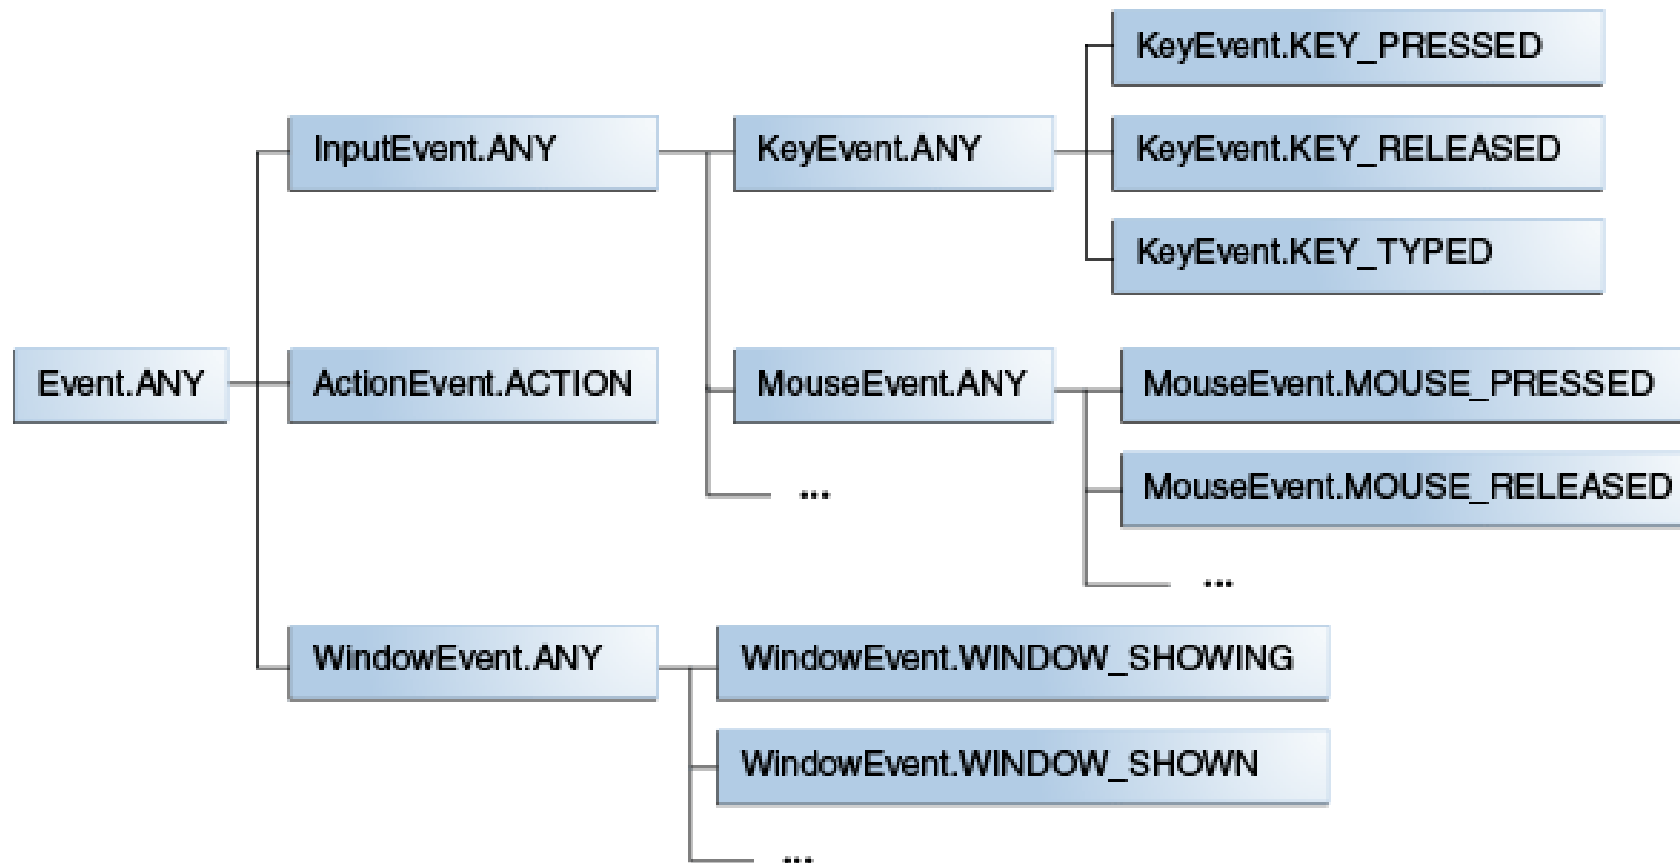 KeyEvent.KEY_PRESSED
InputEvent.ANY
KeyEvent.ANY
KeyEvent.KEY_RELEASED
KeyEvent.KEY_TYPED
Event.ANY
ActionEvent.ACTION
MouseEvent.ANY
MouseEvent.MOUSE_PRESSED
MouseEvent.MOUSE_RELEASED
...
...
WindowEvent.ANY
WindowEvent.WINDOW_SHOWING
WindowEvent.WINDOW_SHOWN
...